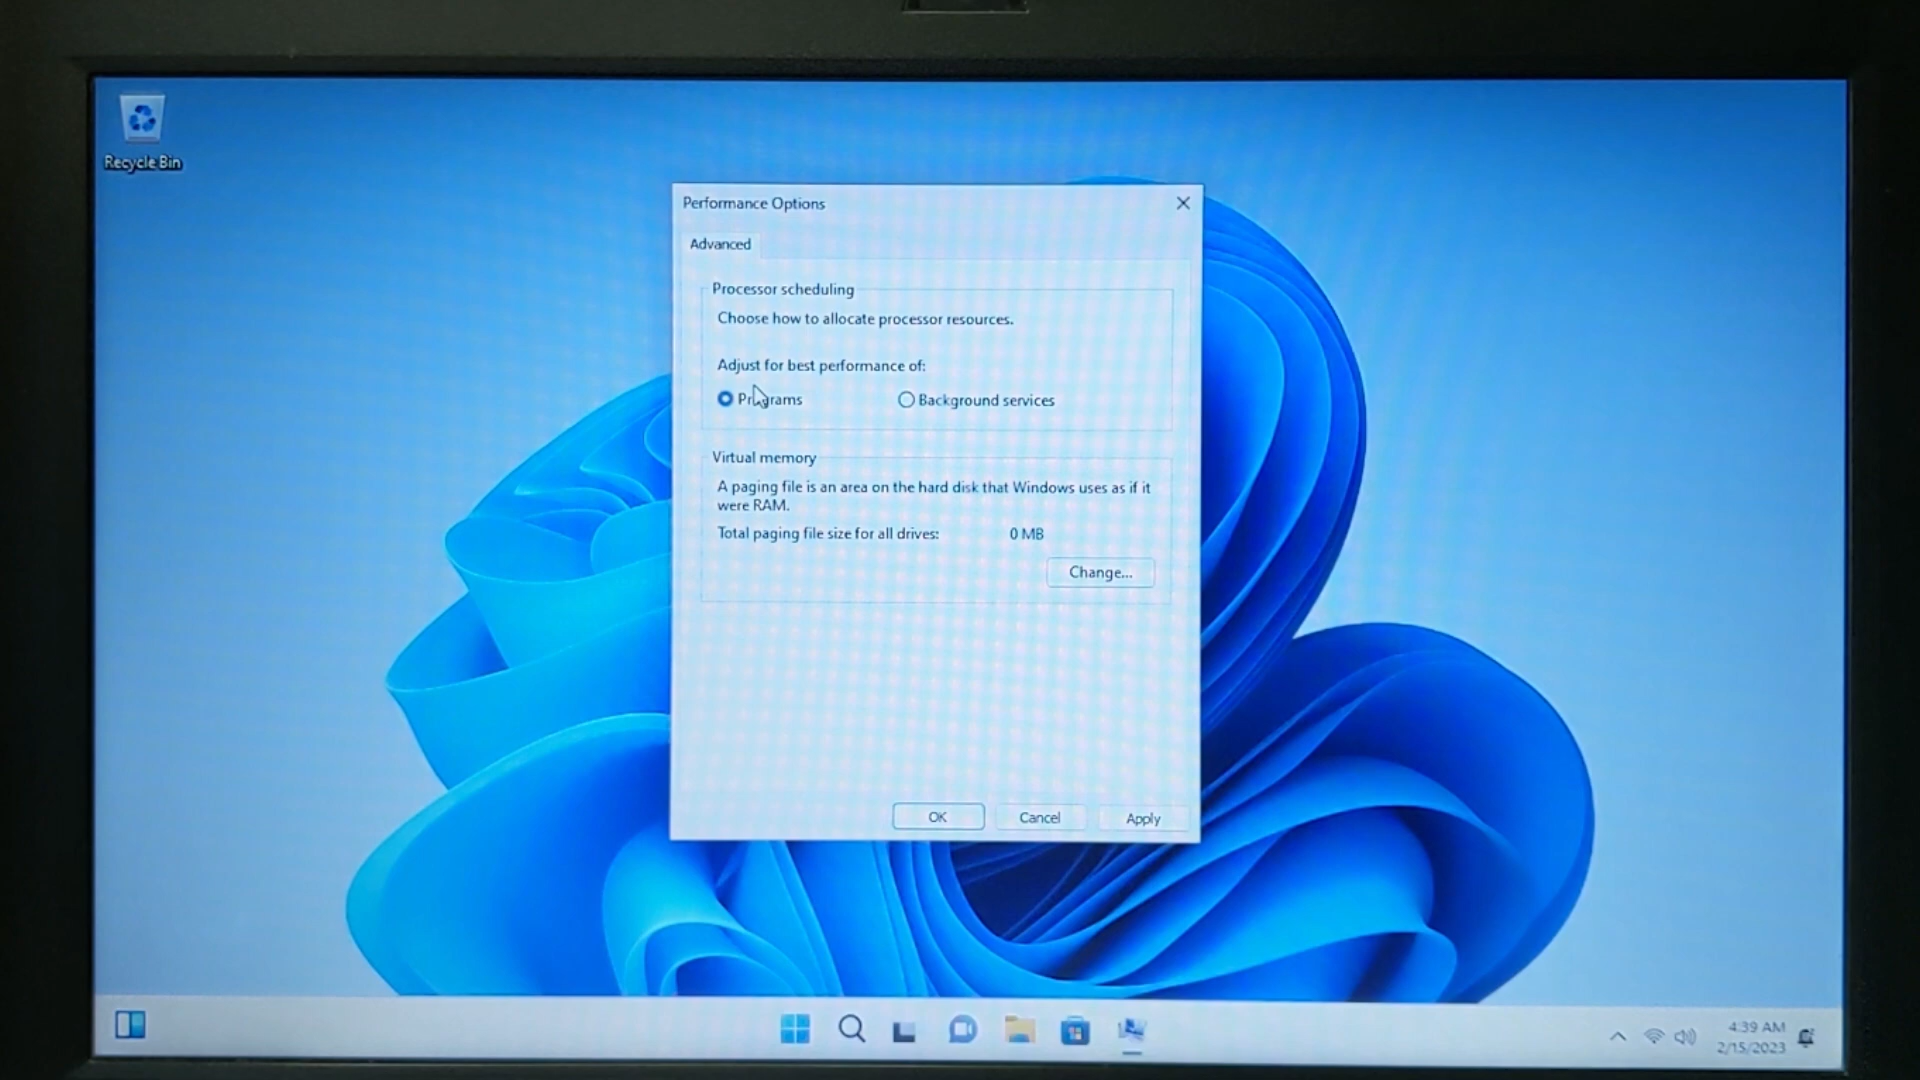 Recycle Bin
Performance Options
Advanced
Processor scheduling
Choose how to allocate processor resources.
Adjust for best performance of:
Programs
Background services
Virtual memory
A paging file is an area on the hard disk that Windows uses as if it
were RAM.
Total paging file size for all drives: 0 MB
Change...
OK Cancel Apply
4:39 AM
2/15/2023